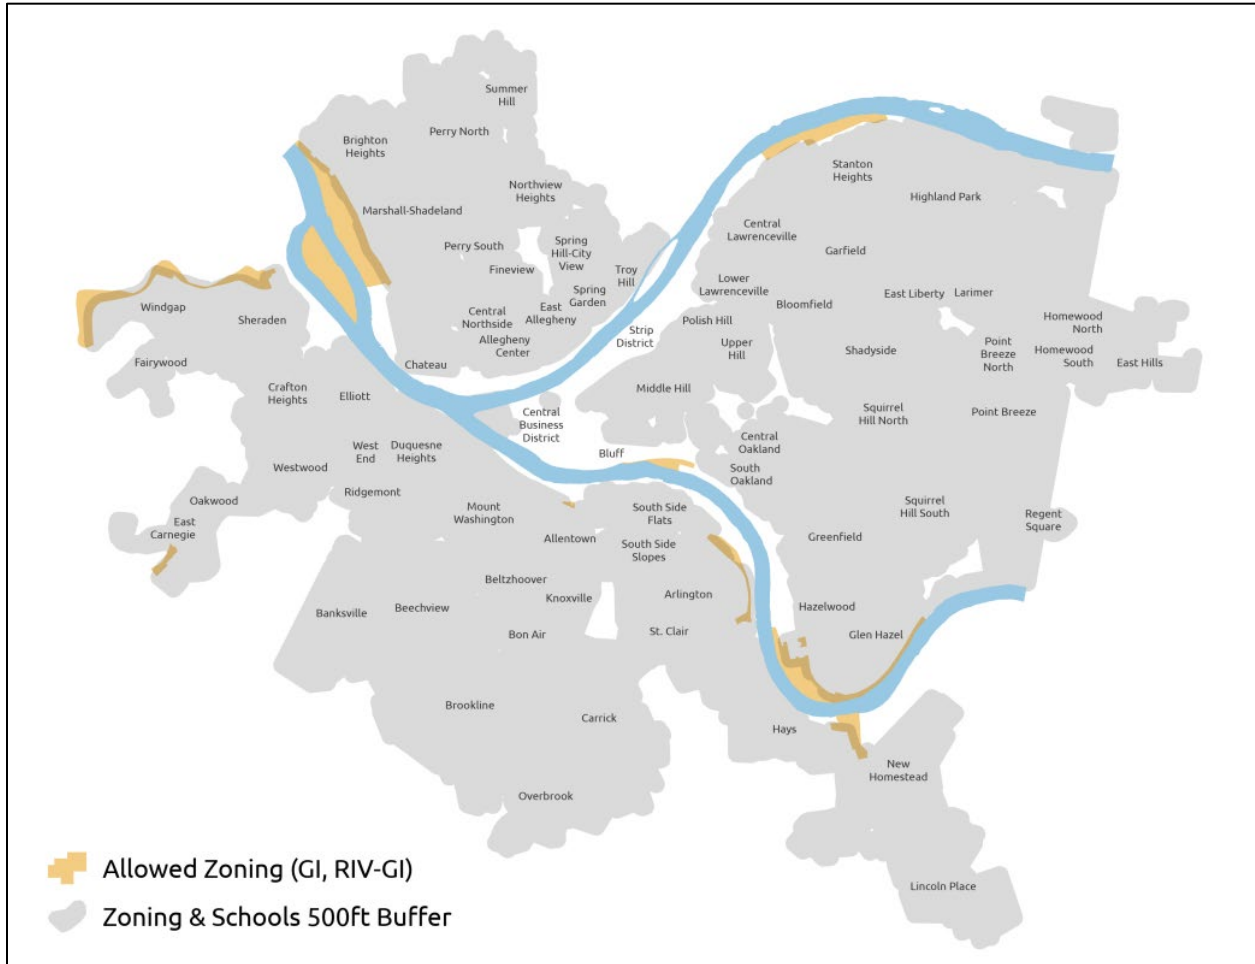 Summer
Hill
Perry North
Brighton
Heights
Stanton
Heights
Northview
Heights
Highland Park
Marshall-Shadeland
Central
Lawrenceville
Perry South
Spring
Hill-City
View
Garfield
Fineview
Troy
Hill
Lower
Lawrenceville
Spring
Garden
East Liberty
Larimer
Windgap
Bloomfield
East
Allegheny
Central
Northside
Sheraden
Polish Hill
Homewood
North
Strip
District
Allegheny
Center
Upper
Hill
Shadyside
Point
Breeze
North
Homewood
South
Fairywood
Chateau
East Hills
Crafton
Heights
Elliott
Middle Hill
Central
Business
District
Squirrel
Hill North
Point Breeze
Central
Oakland
West
End
Duquesne
Heights
Bluff
Westwood
South
Oakland
Ridgemont
Oakwood
Mount
Washington
South Side
Flats
Squirrel
Hill South
Regent
Square
East
Carnegie
Allentown
Greenfield
South Side
Slopes
Beltzhoover
Knoxville
Arlington
Banksville
Beechview
Hazelwood
Bon Air
St. Clair
Glen Hazel
Brookline
Carrick
Hays
New
Homestead
Overbrook
Lincoln Place
Allowed Zoning (GI, RIV-GI)
Zoning & Schools 500ft Buffer